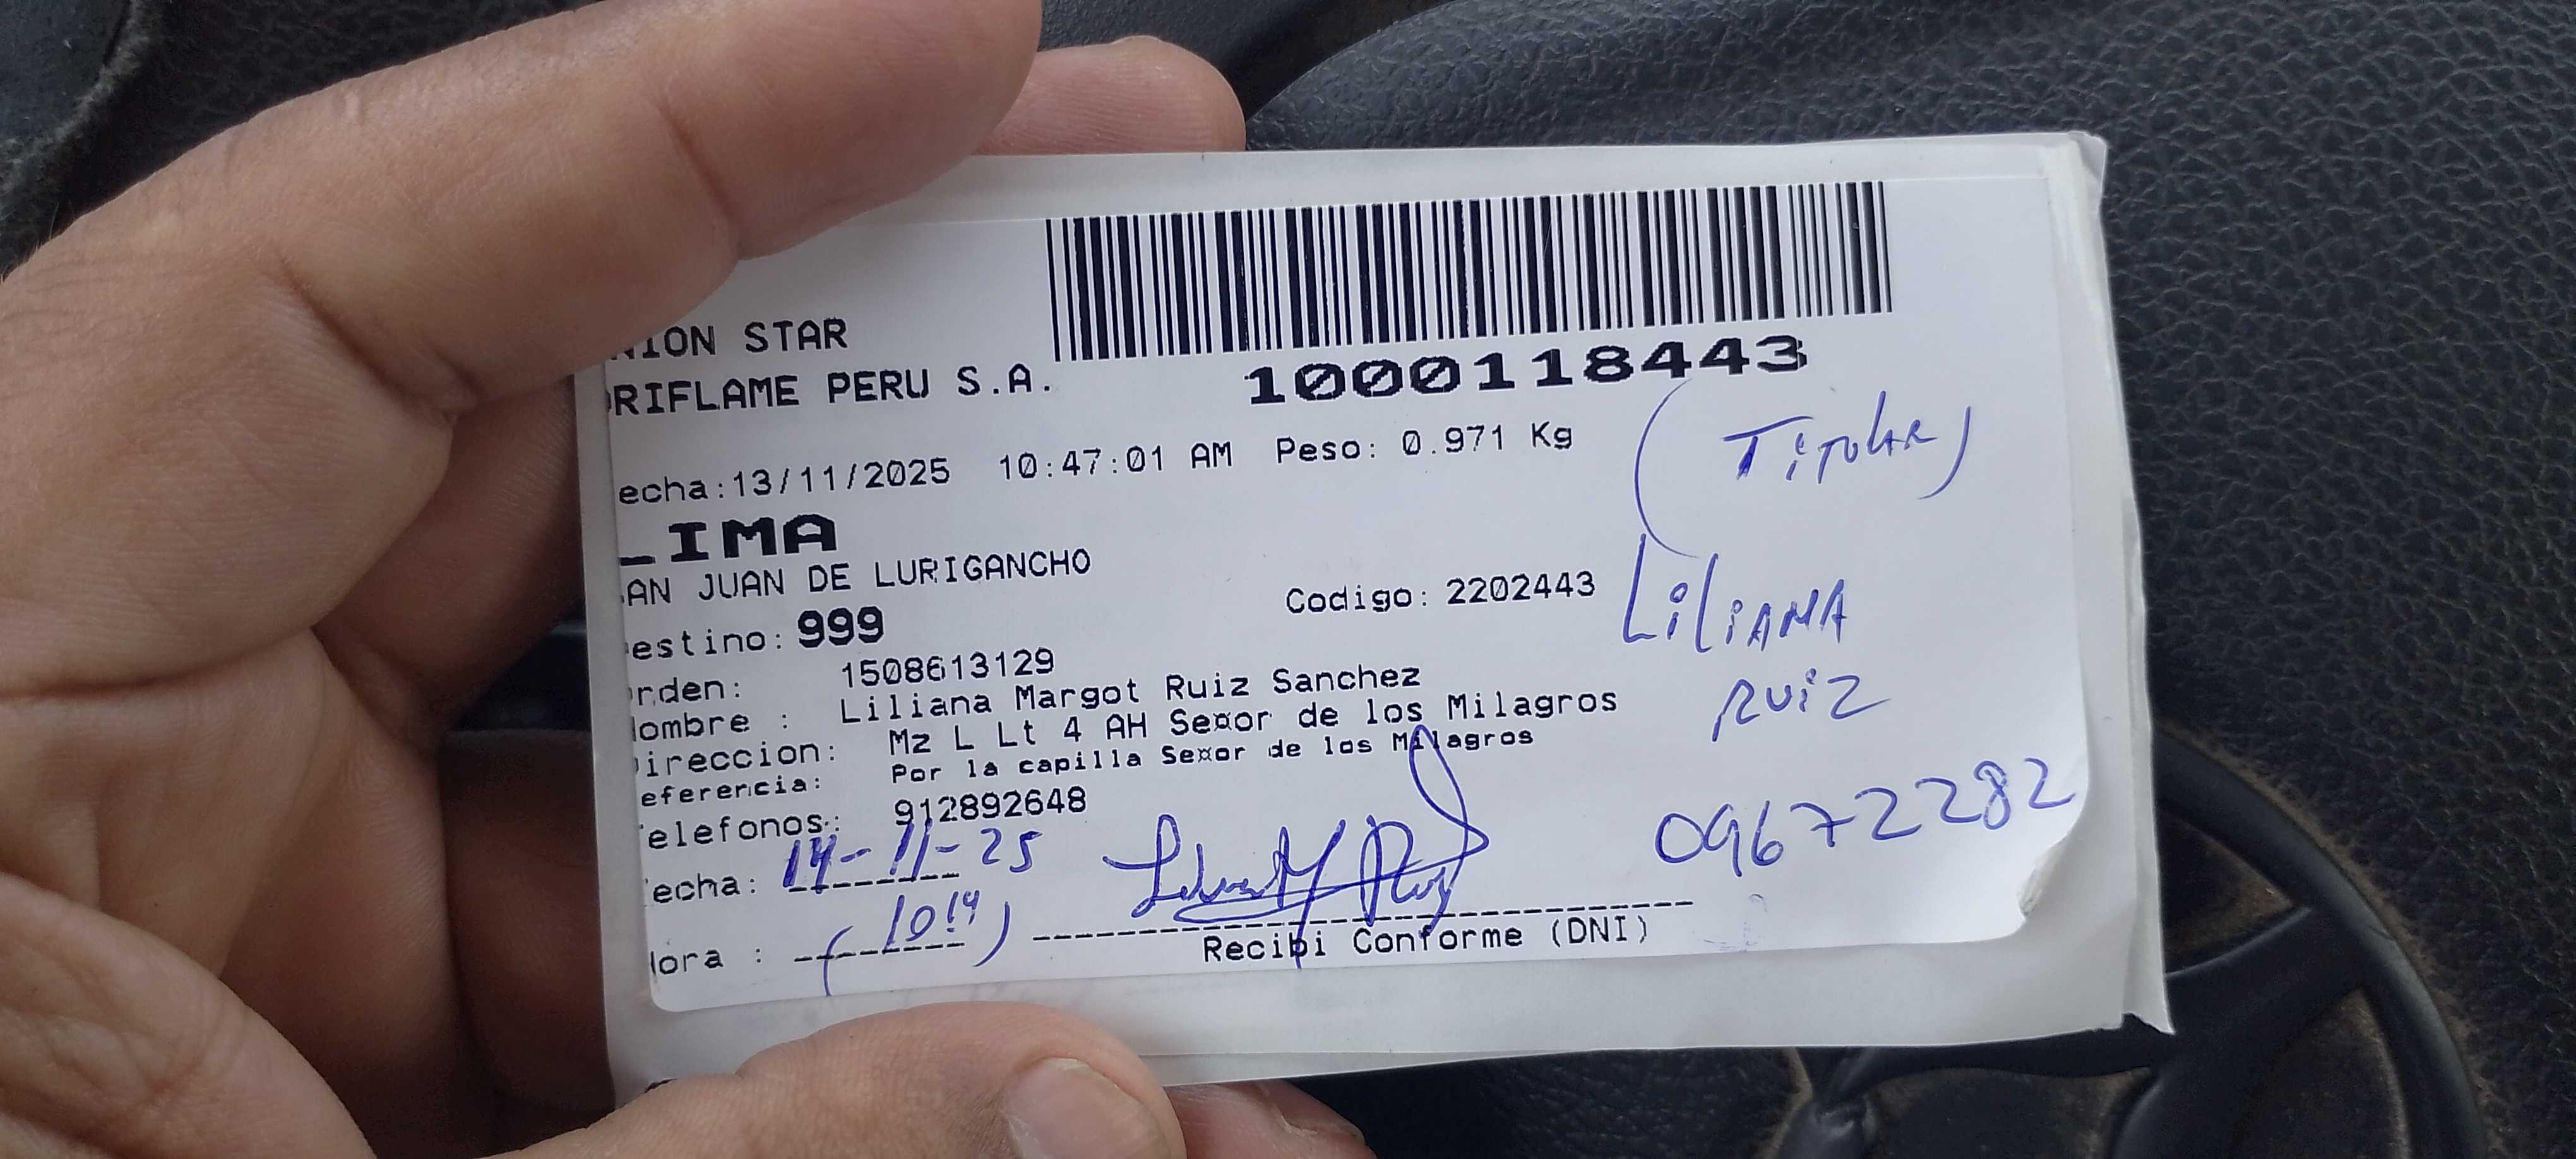 NION STAR
RIFLAME PERU S.A.
1000118443
echa:13/11/2025 10:47:01 AM Peso: 0.971 Kg
(Titular)
LIMA
AN JUAN DE LURIGANCHO
Codigo: 2202443
Liliana
Ruiz
estino: 999
rden: 1508613129
ombre : Liliana Margot Ruiz Sanchez
ireccion: Mz L Lt 4 AH Se¤or de los Milagros
eferencia: Por la capilla Se¤or de los Milagros
elefonos: 912892648
09672282
echa: 14-11-25
ora : (10:14)
Recibi Conforme (DNI)